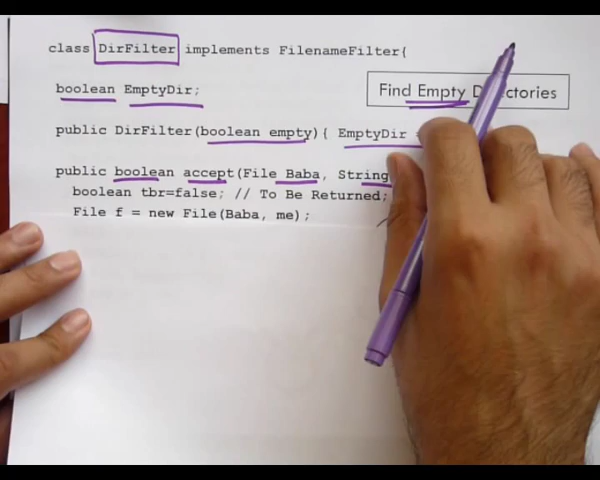 class DirFilter implements FilenameFilter{
boolean EmptyDir;
Find Empty
public DirFilter(boolean empty){ EmptyDir =
public boolean accept(File Baba, String
boolean tbr=false; // To Be Returned;
File f = new File(Baba, me);